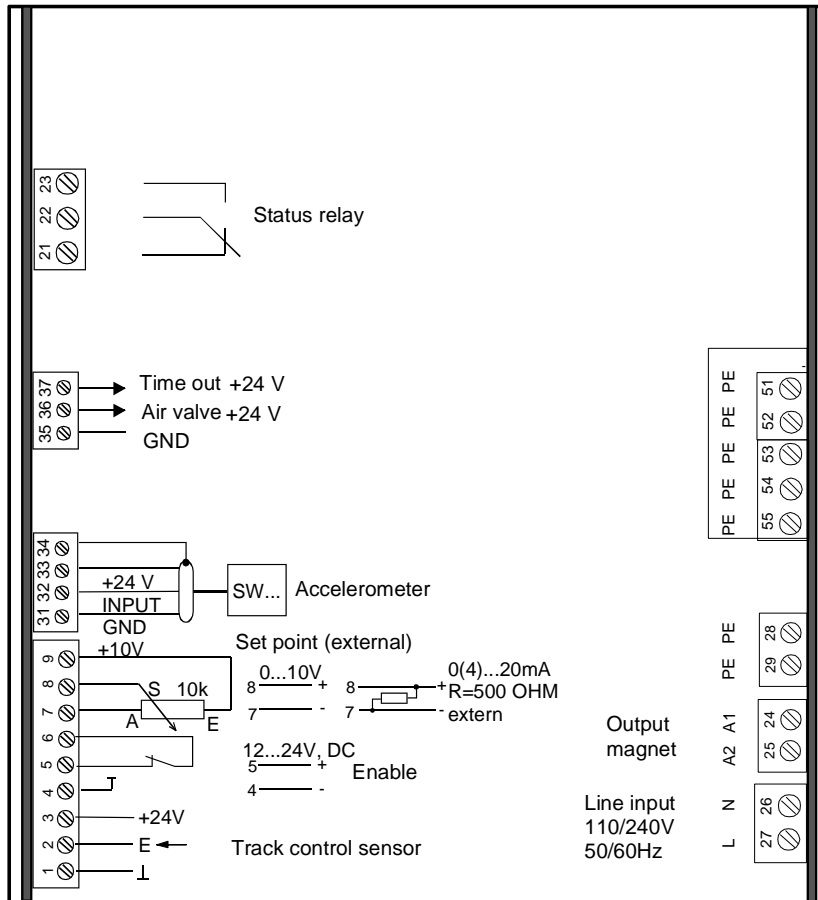 23
22 Status relay
21
37 Time out +24 V
36 Air valve +24 V
35 GND
34
33 +24 V
32 INPUT
31 GND
SW... Accelerometer
9 +10V
8 S 10k
7 A E
6
5
4
3 +24V
2 E
1
Set point (external)
0...10V
8 +
7 -
8 + 0(4)...20mA
R=500 OHM
7 - extern
12...24V, DC
5 +
4 -
Enable
Track control sensor
PE 51
PE 52
PE 53
PE 54
PE 55
PE 28
PE 29
Output
magnet
A1 24
A2 25
Line input
110/240V
50/60Hz
N 26
L 27